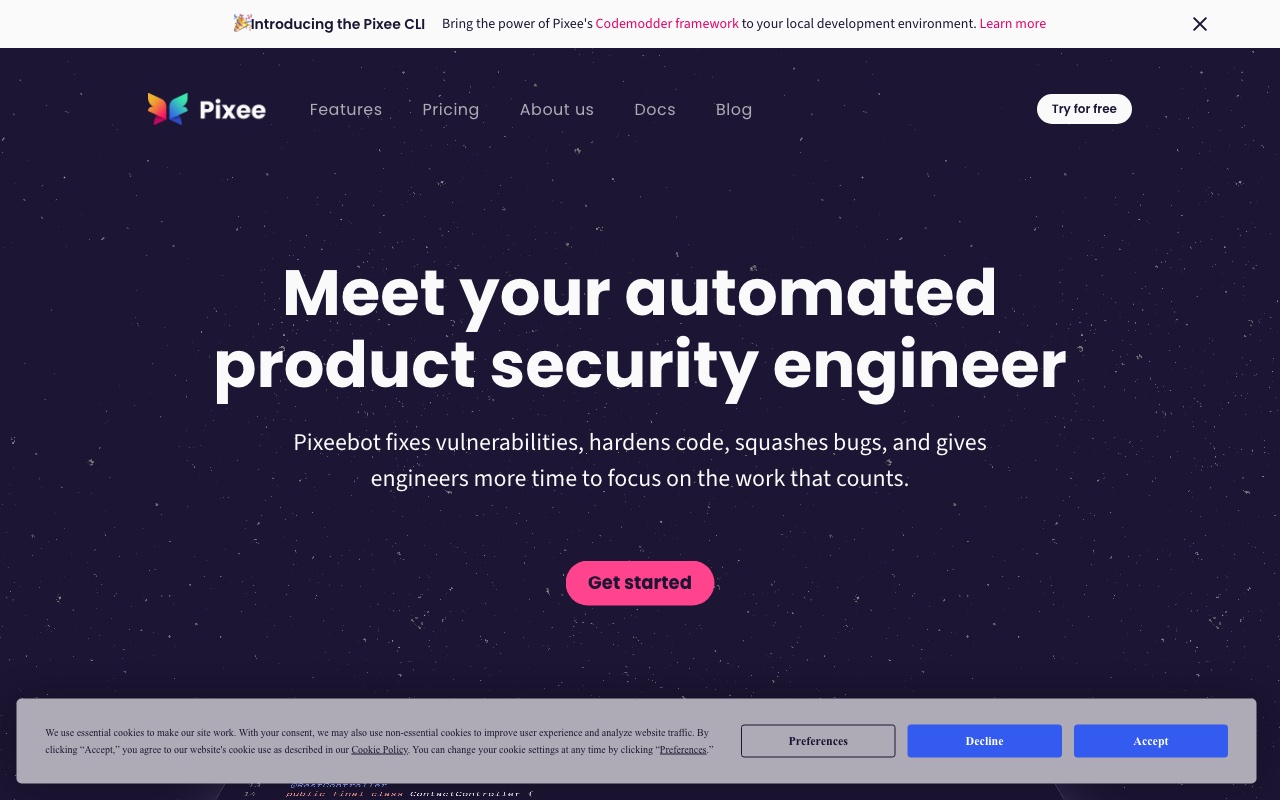 🎉Introducing the Pixee CLI Bring the power of Pixee's Codemodder framework to your local development environment. Learn more
Pixee Features Pricing About us Docs Blog Try for free
Meet your automated
product security engineer
Pixeebot fixes vulnerabilities, hardens code, squashes bugs, and gives
engineers more time to focus on the work that counts.
Get started
We use essential cookies to make our site work. With your consent, we may also use non-essential cookies to improve user experience and analyze website traffic. By
clicking “Accept,” you agree to our website's cookie use as described in our Cookie Policy. You can change your cookie settings at any time by clicking “Preferences.”
Preferences Decline Accept
public final class ContactController {